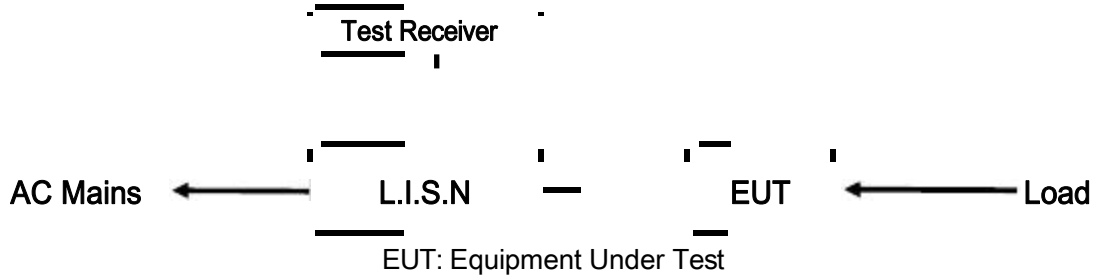 Test Receiver
AC Mains L.I.S.N EUT Load
EUT: Equipment Under Test